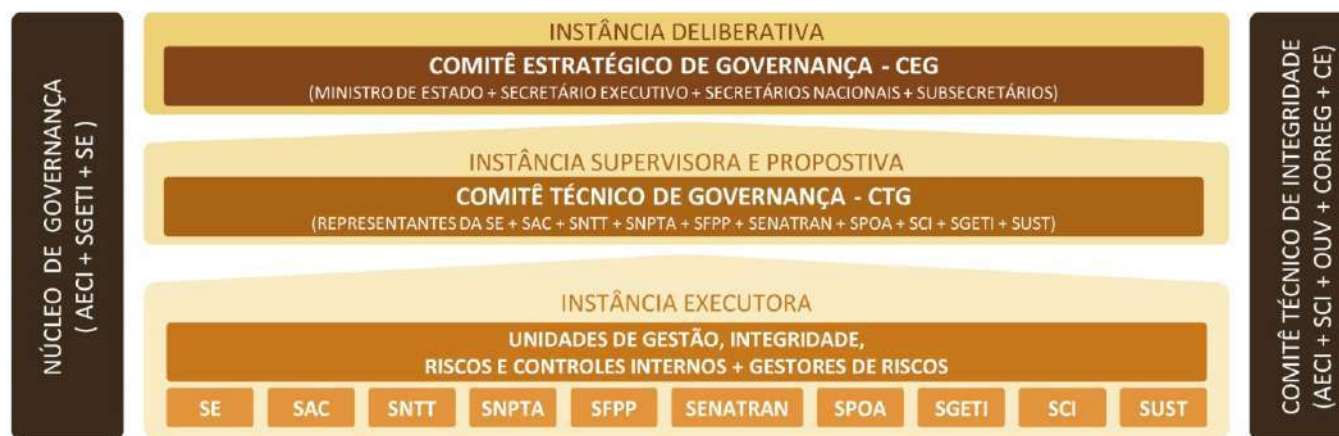 NÚCLEO DE GOVERNANÇA
( AECI + SGETI + SE )
INSTÂNCIA DELIBERATIVA
COMITÊ ESTRATÉGICO DE GOVERNANÇA - CEG
(MINISTRO DE ESTADO + SECRETÁRIO EXECUTIVO + SECRETÁRIOS NACIONAIS + SUBSECRETÁRIOS)
INSTÂNCIA SUPERVISORA E PROPOSTIVA
COMITÊ TÉCNICO DE GOVERNANÇA - CTG
(REPRESENTANTES DA SE + SAC + SNTT + SNPTA + SFPP + SENATRAN + SPOA + SCI + SGETI + SUST)
INSTÂNCIA EXECUTORA
UNIDADES DE GESTÃO, INTEGRIDADE,
RISCOS E CONTROLES INTERNOS + GESTORES DE RISCOS
SE SAC SNTT SNPTA SFPP SENATRAN SPOA SGETI SCI SUST
COMITÊ TÉCNICO DE INTEGRIDADE
(AECI + SCI + OUV + CORREG + CE)